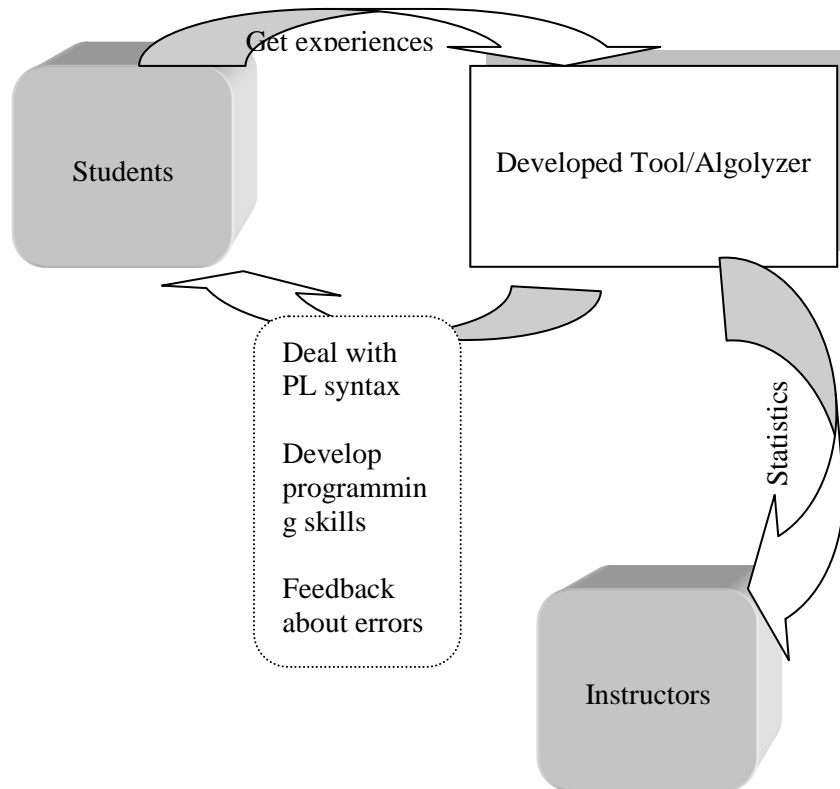 Get experiences
Students
Developed Tool/Algolyzer
Deal with
PL syntax
Develop
programmin
g skills
Feedback
about errors
Statistics
Instructors